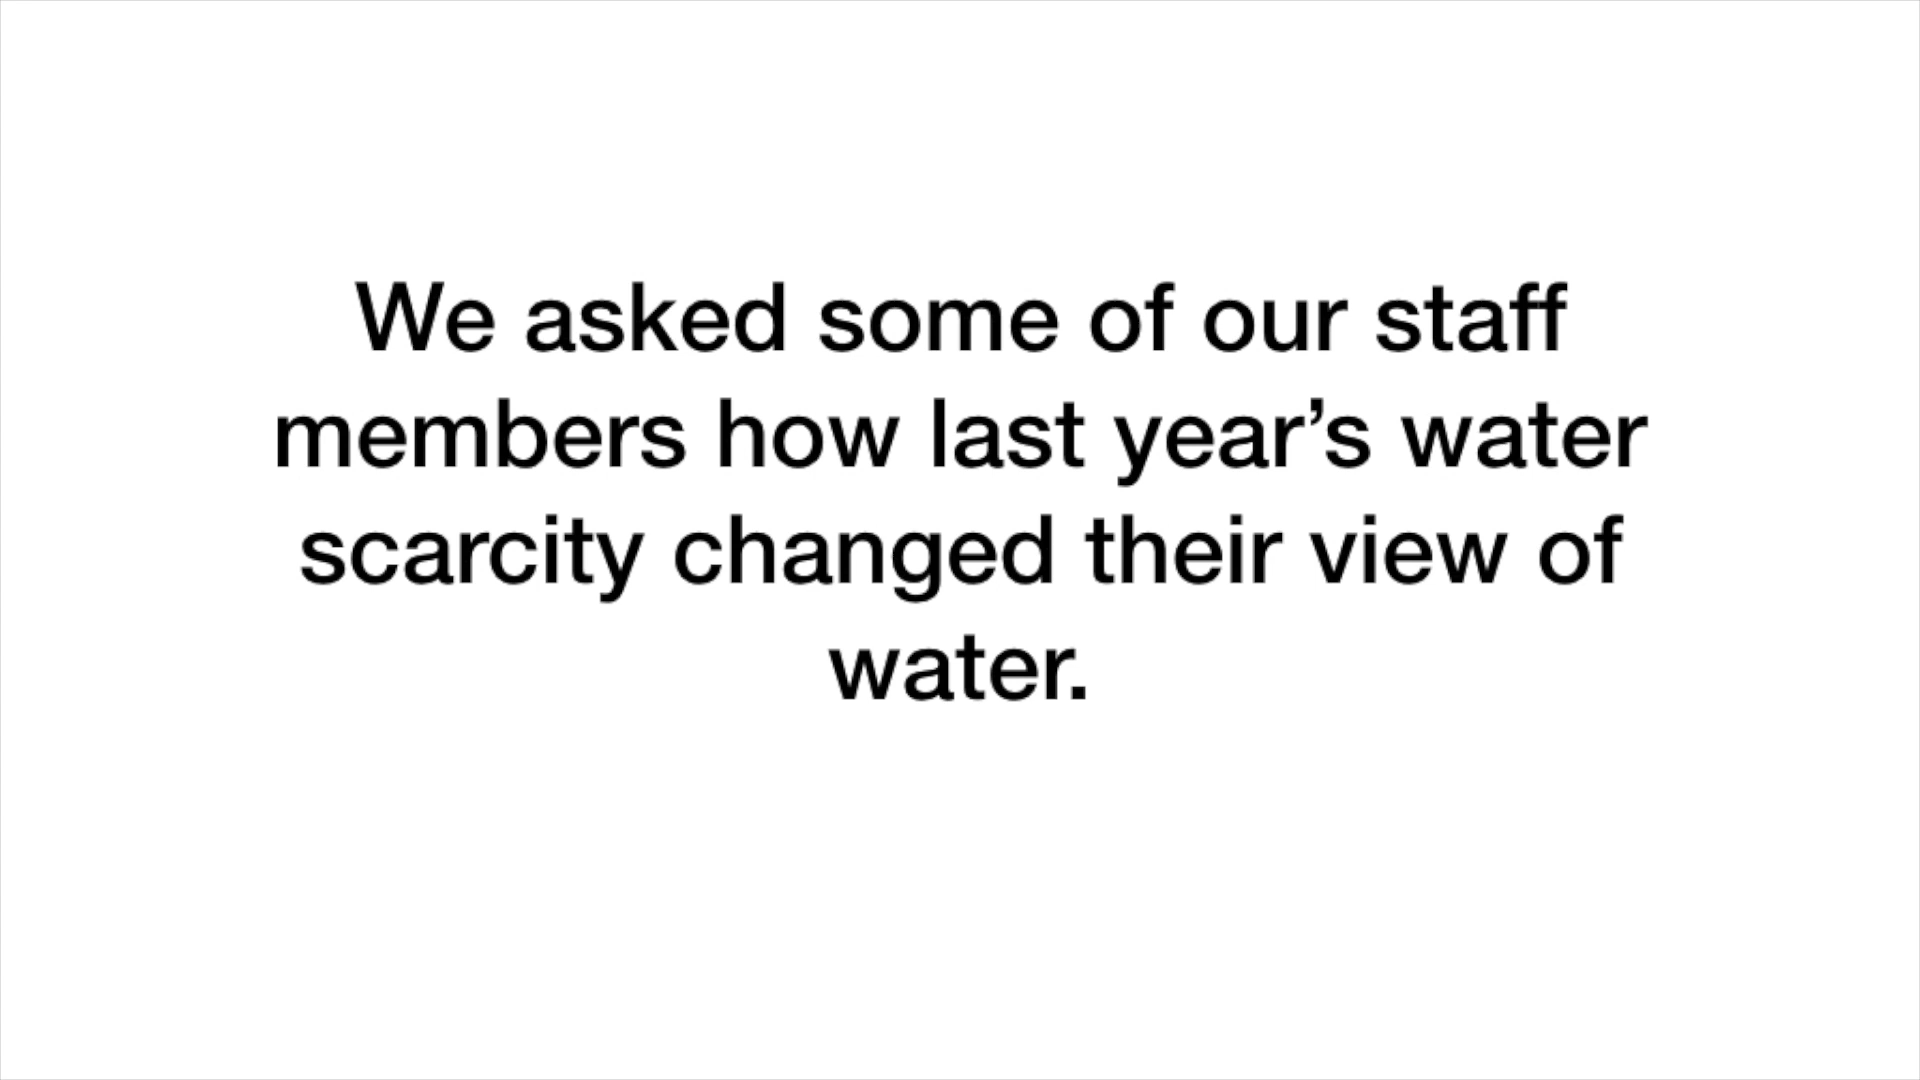 We asked some of our staff
members how last year’s water
scarcity changed their view of
water.